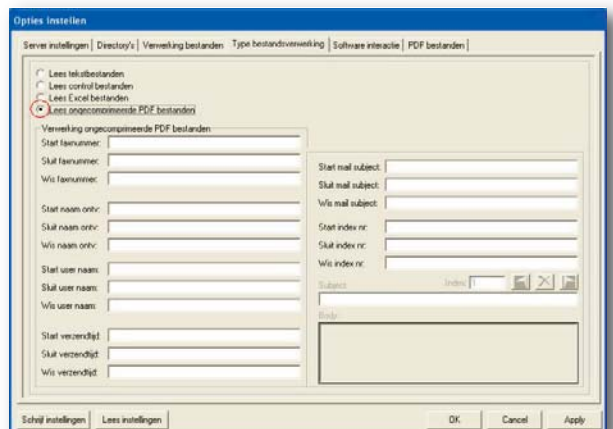 Opties Instellen
Server instellingen | Directory's | Verwerking bestanden | Type bestandsverwerking | Software interactie | PDF bestanden
Lees tekstbestanden
Lees control bestanden
Lees Excel bestanden
Lees ongecomprimeerde PDF bestanden
Verwerking ongecomprimeerde PDF bestanden
Start faxnummer:
Sluit faxnummer:
Wis faxnummer:
Start naam ontv:
Sluit naam ontv:
Wis naam ontv:
Start user naam:
Sluit user naam:
Wis user naam:
Start verzendtijd:
Sluit verzendtijd:
Wis verzendtijd:
Start mail subject:
Sluit mail subject:
Wis mail subject:
Start index nr:
Sluit index nr:
Wis index nr:
Subject: Index: 1
Body:
Schrijf instellingen Lees instellingen OK Cancel Apply